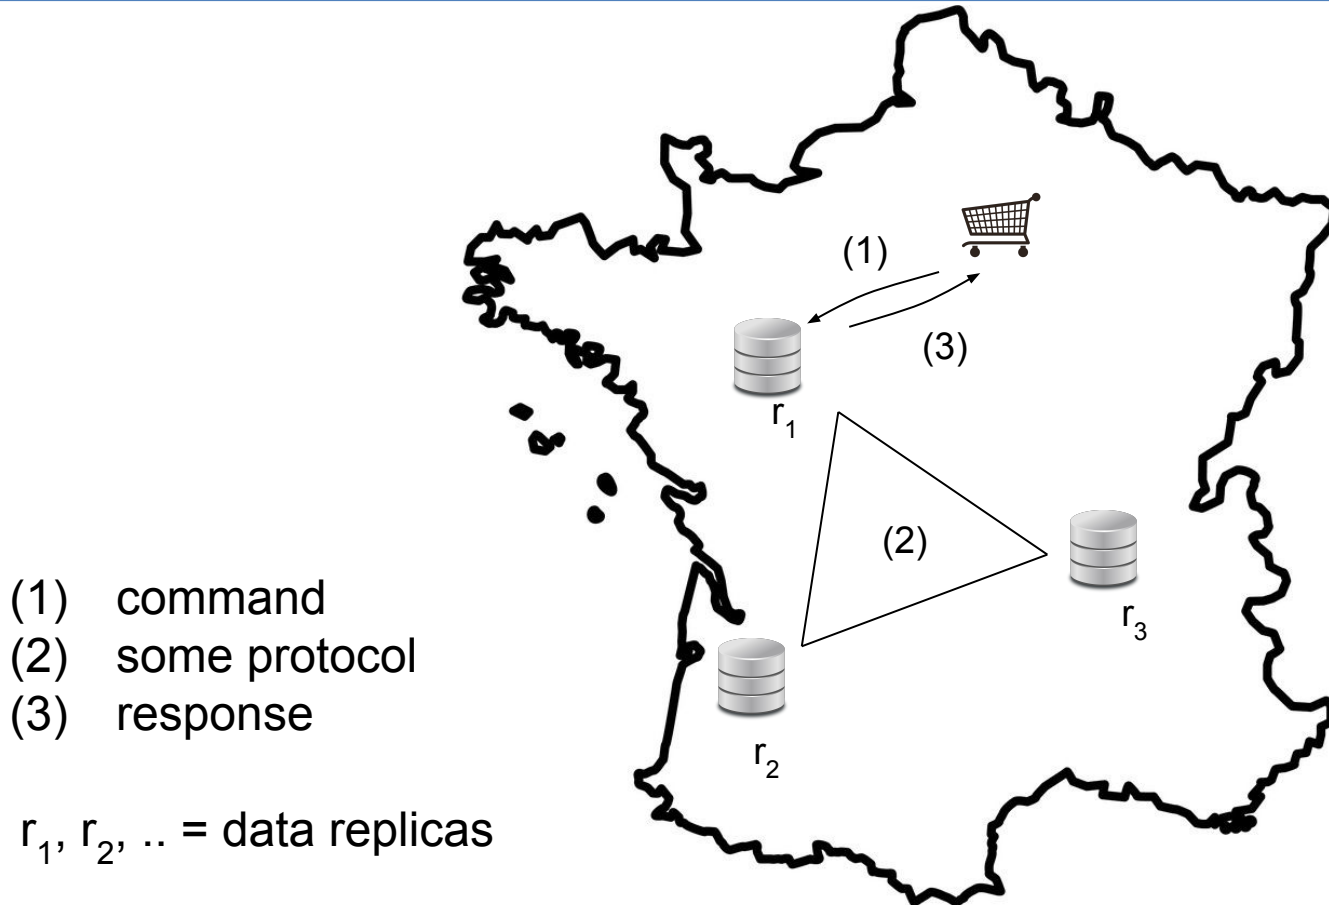 (1)
(3)
r1
(2)
r3
r2
(1) command
(2) some protocol
(3) response
r1, r2, .. = data replicas